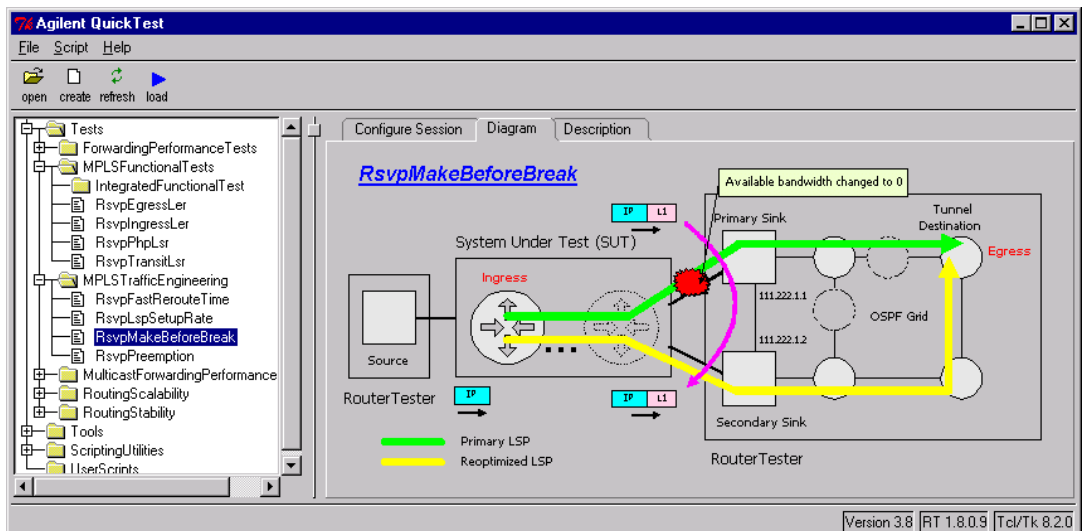 Agilent QuickTest
File Script Help
open create refresh load
Tests
ForwardingPerformanceTests
MPLSFunctionalTests
IntegratedFunctionalTest
RsvpEgressLer
RsvpIngressLer
RsvpPhpLsr
RsvpTransitLsr
MPLSTrafficEngineering
RsvpFastRerouteTime
RsvpLspSetupRate
RsvpMakeBeforeBreak
RsvpPreemption
MulticastForwardingPerformance
RoutingScalability
RoutingStability
Tools
ScriptingUtilities
UserScripts
Configure Session Diagram Description
RsvpMakeBeforeBreak
Available bandwidth changed to 0
IP L1
Primary Sink
Tunnel
Destination
System Under Test (SUT)
Egress
Ingress
111.222.1.1
OSPF Grid
111.222.1.2
Source
RouterTester
IP
IP L1
Secondary Sink
Primary LSP
Reoptimized LSP
RouterTester
Version 3.8 RT 1.8.0.9 Tcl/Tk 8.2.0